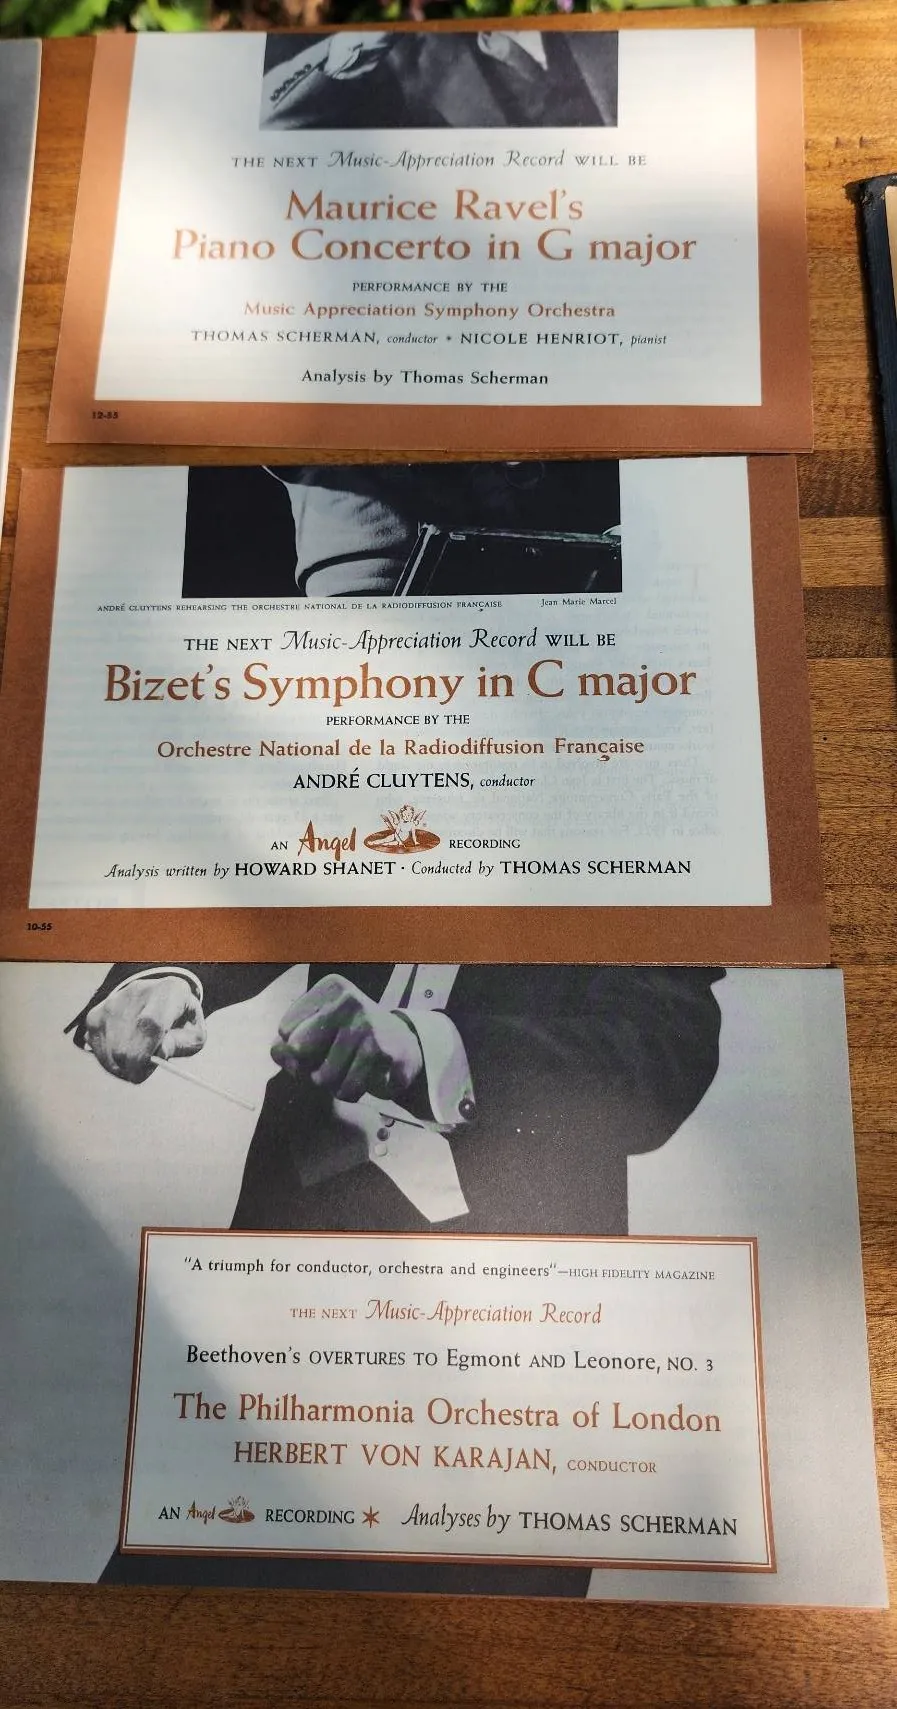 THE NEXT Music-Appreciation Record WILL BE
Maurice Ravel's
Piano Concerto in G major
PERFORMANCE BY THE
Music Appreciation Symphony Orchestra
THOMAS SCHERMAN, conductor * NICOLE HENRIOT, pianist
Analysis by Thomas Scherman
12-55
ANDRÉ CLUYTENS REHEARSING THE ORCHESTRE NATIONAL DE LA RADIODIFFUSION FRANÇAISE Jean Marie Marcel
THE NEXT Music-Appreciation Record WILL BE
Bizet's Symphony in C major
PERFORMANCE BY THE
Orchestre National de la Radiodiffusion Française
ANDRÉ CLUYTENS, conductor
AN Angel RECORDING
Analysis written by HOWARD SHANET · Conducted by THOMAS SCHERMAN
10-55
"A triumph for conductor, orchestra and engineers"—HIGH FIDELITY MAGAZINE
THE NEXT Music-Appreciation Record
Beethoven's OVERTURES TO Egmont AND Leonore, NO. 3
The Philharmonia Orchestra of London
HERBERT VON KARAJAN, CONDUCTOR
AN Angel RECORDING * Analyses by THOMAS SCHERMAN